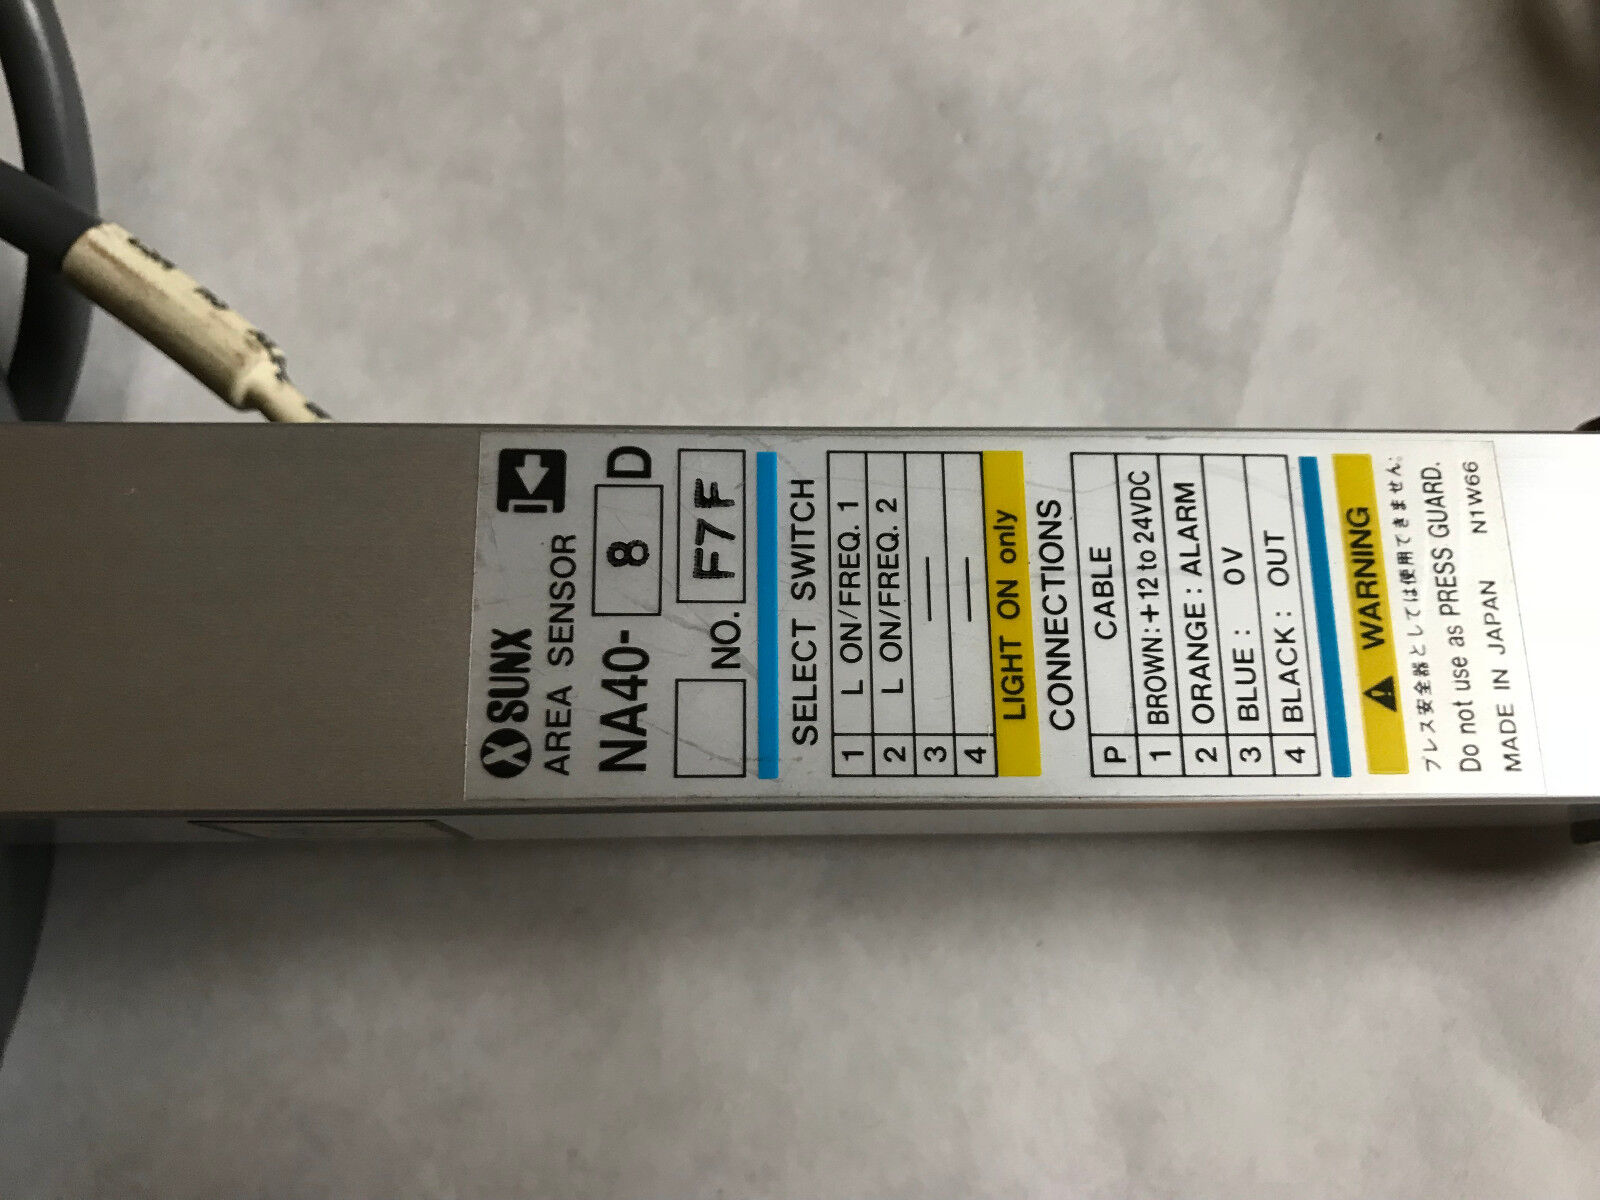 SUNX
AREA SENSOR
NA40-8D
NO. F7F
SELECT SWITCH
1 L ON/FREQ. 1
2 L ON/FREQ. 2
3 —
4 —
LIGHT ON only
CONNECTIONS
P CABLE
1 BROWN:+12 to 24VDC
2 ORANGE: ALARM
3 BLUE: 0V
4 BLACK: OUT
WARNING
プレス安全器としては使用できません。
Do not use as PRESS GUARD.
MADE IN JAPAN N1W66